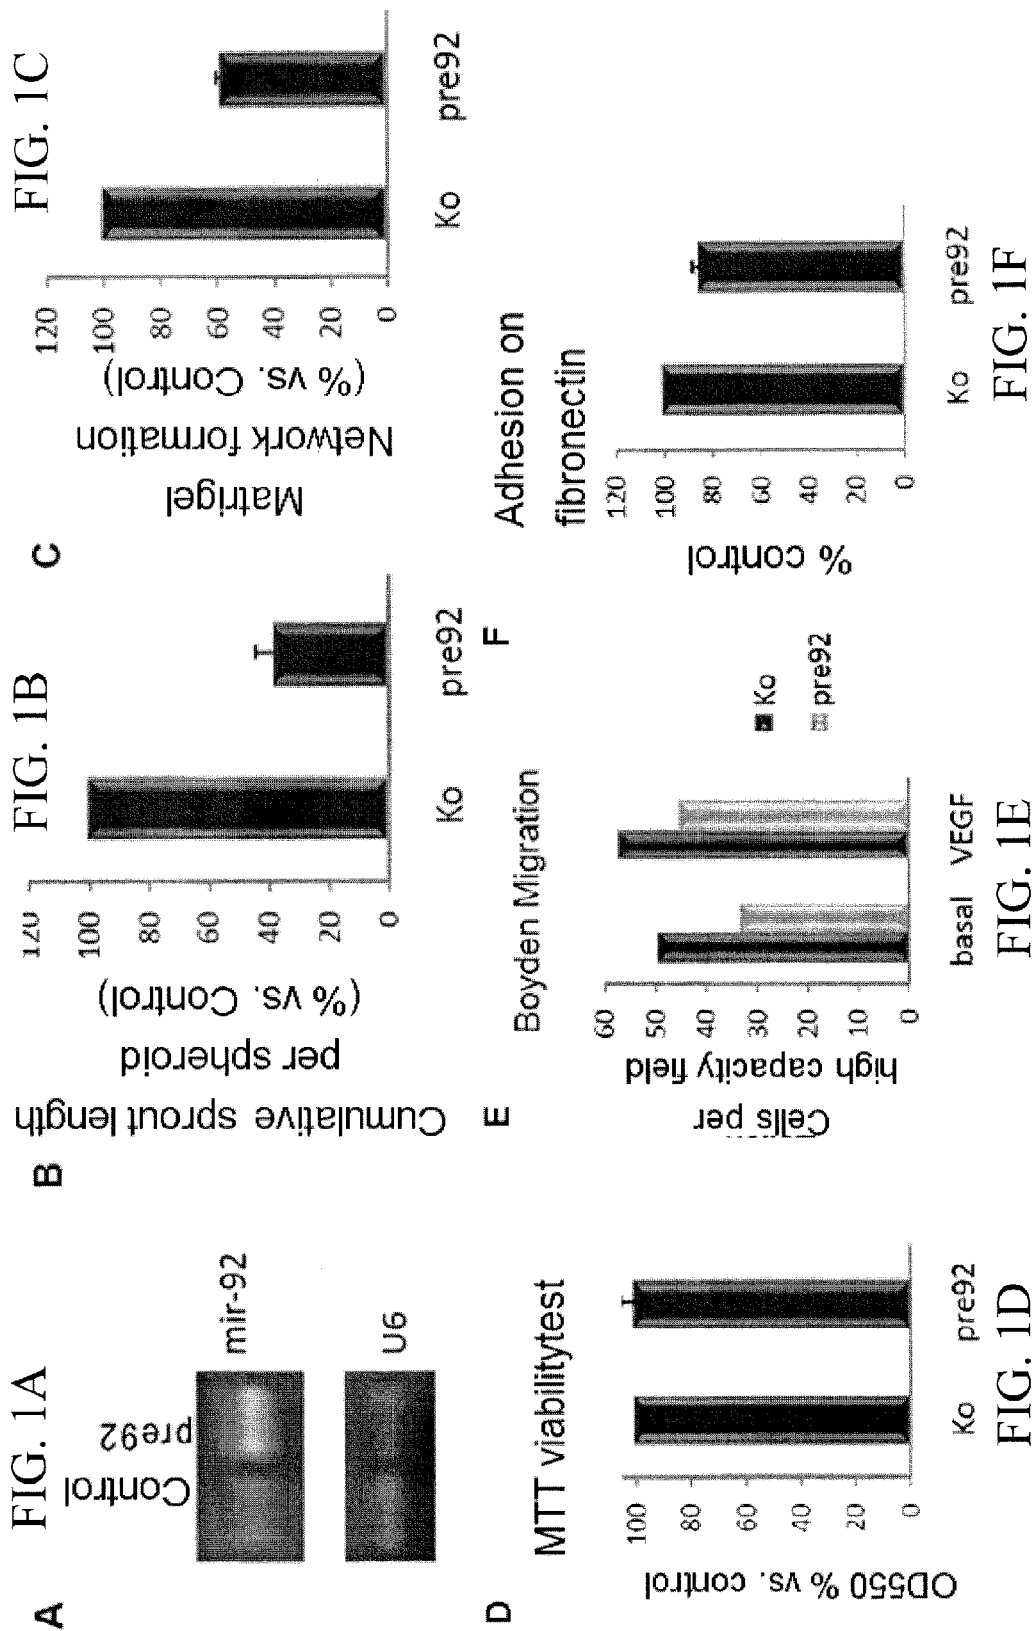 FIG. 1A
A
Control
pre92
mir-92
U6
FIG. 1B
B
Cumulative sprout length
per spheroid
(% vs. Control)
120
100
80
60
40
20
0
Ko
pre92
FIG. 1C
C
Matrigel
Network formation
(% vs. Control)
120
100
80
60
40
20
0
Ko
pre92
D
MTT viabilitytest
OD550 % vs. control
100
80
60
40
20
0
Ko
pre92
FIG. 1D
E
Boyden Migration
Cells per
high capacity field
60
50
40
30
20
10
0
basal
VEGF
Ko
pre92
FIG. 1E
F
Adhesion on
fibronectin
% control
120
100
80
60
40
20
0
Ko
pre92
FIG. 1F